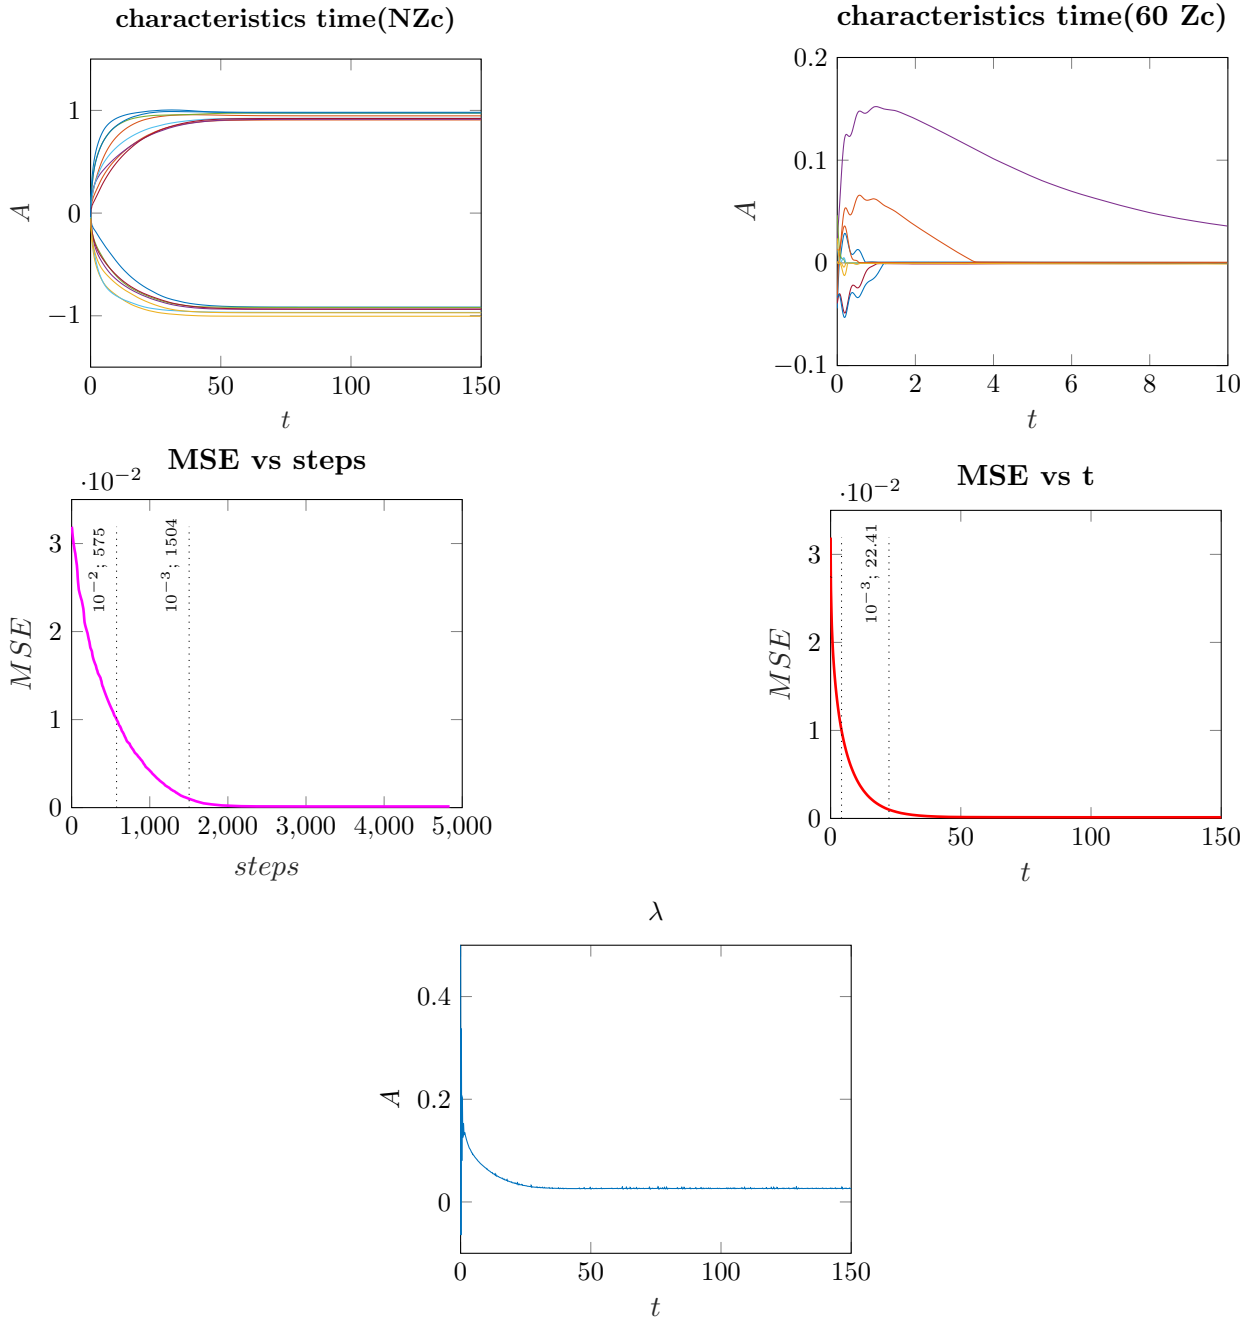 characteristics time(NZc)
1
0
−1
A
0 50 100 150
t
characteristics time(60 Zc)
0.2
0.1
0
−0.1
A
0 2 4 6 8 10
t
MSE vs steps
·10−2
3
2
1
0
MSE
10−2; 575
10−3; 1504
0 1,000 2,000 3,000 4,000 5,000
steps
MSE vs t
·10−2
3
2
1
0
MSE
10−3; 22.41
0 50 100 150
t
λ
0.4
0.2
0
A
0 50 100 150
t